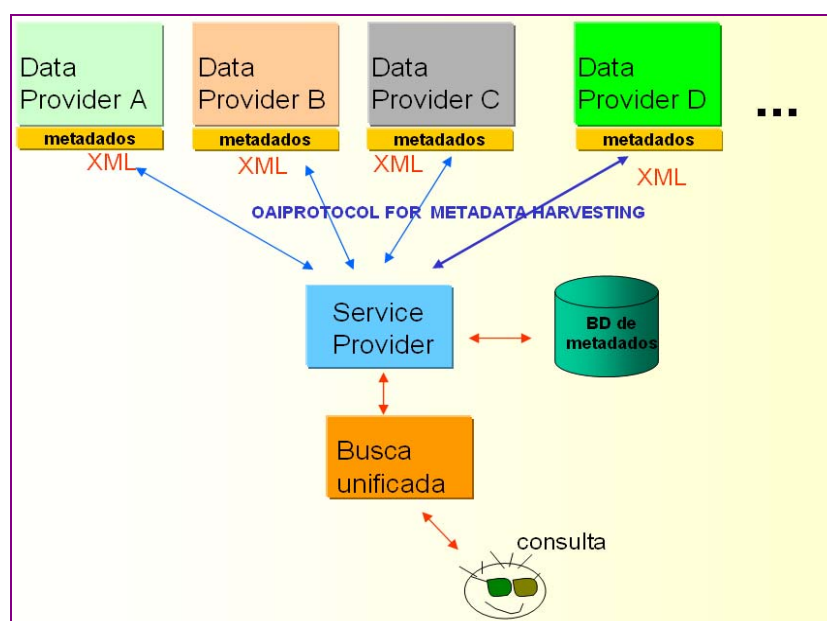 Data
Provider A
Data
Provider B
Data
Provider C
Data
Provider D
...
metadados
metadados
metadados
metadados
XML
XML
XML
XML
OAIPROTOCOL FOR METADATA HARVESTING
Service
Provider
BD de
metadados
Busca
unificada
consulta